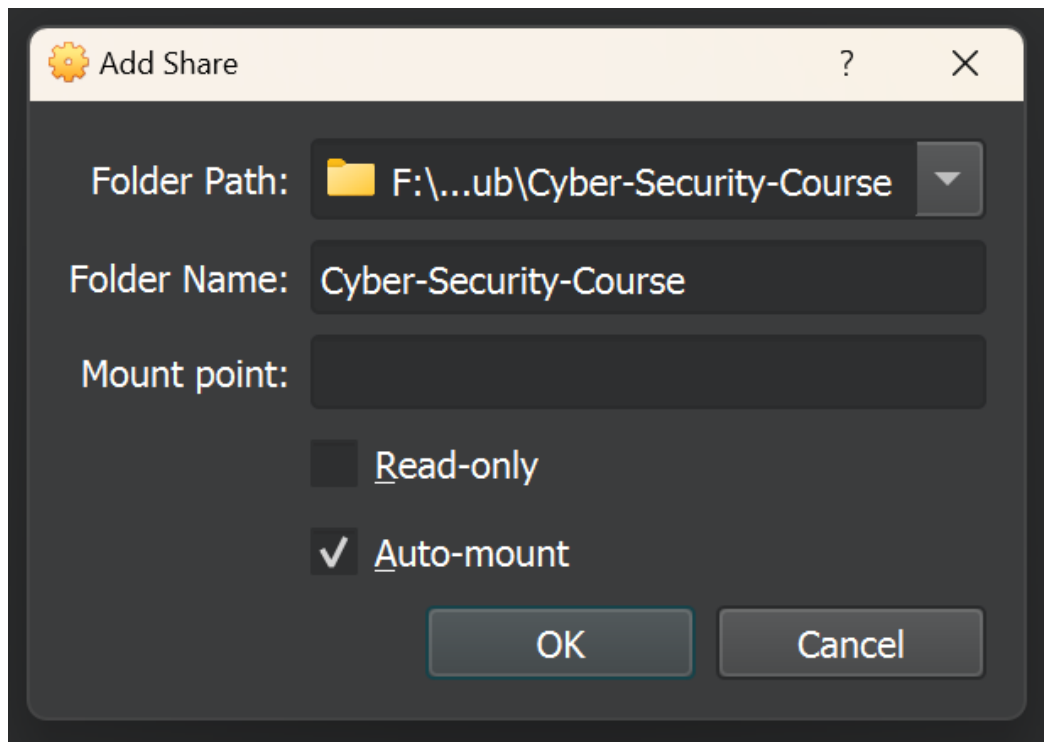 Add Share
?
Folder Path:
F:\...ub\Cyber-Security-Course
Folder Name:
Cyber-Security-Course
Mount point:
Read-only
Auto-mount
OK
Cancel